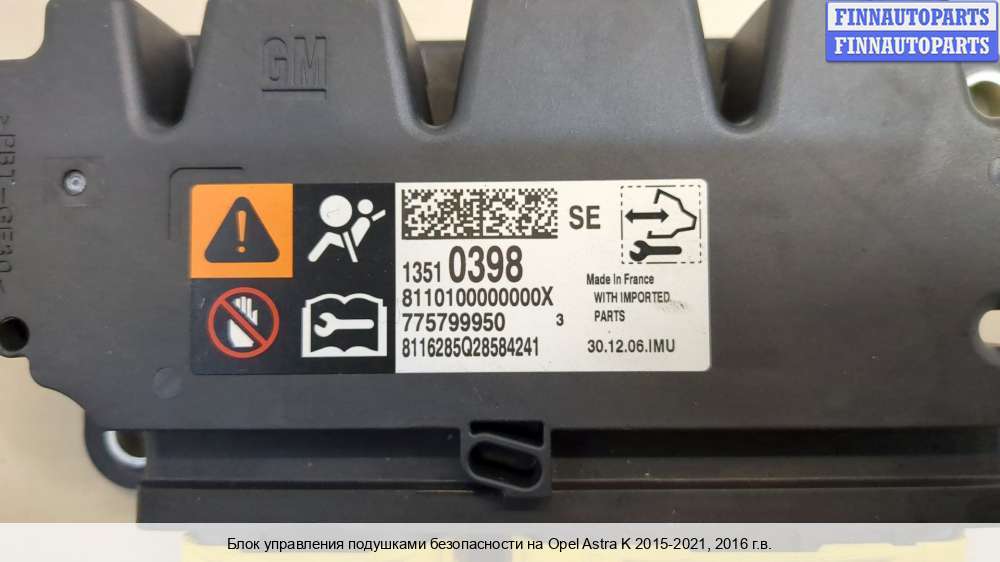 FINNAUTOPARTS
FINNAUTOPARTS
GM
SE
1351 0398
8110100000000X
775799950 3
8116285Q28584241
Made In France
WITH IMPORTED
PARTS
30.12.06.IMU
Блок управления подушками безопасности на Opel Astra K 2015-2021, 2016 г.в.